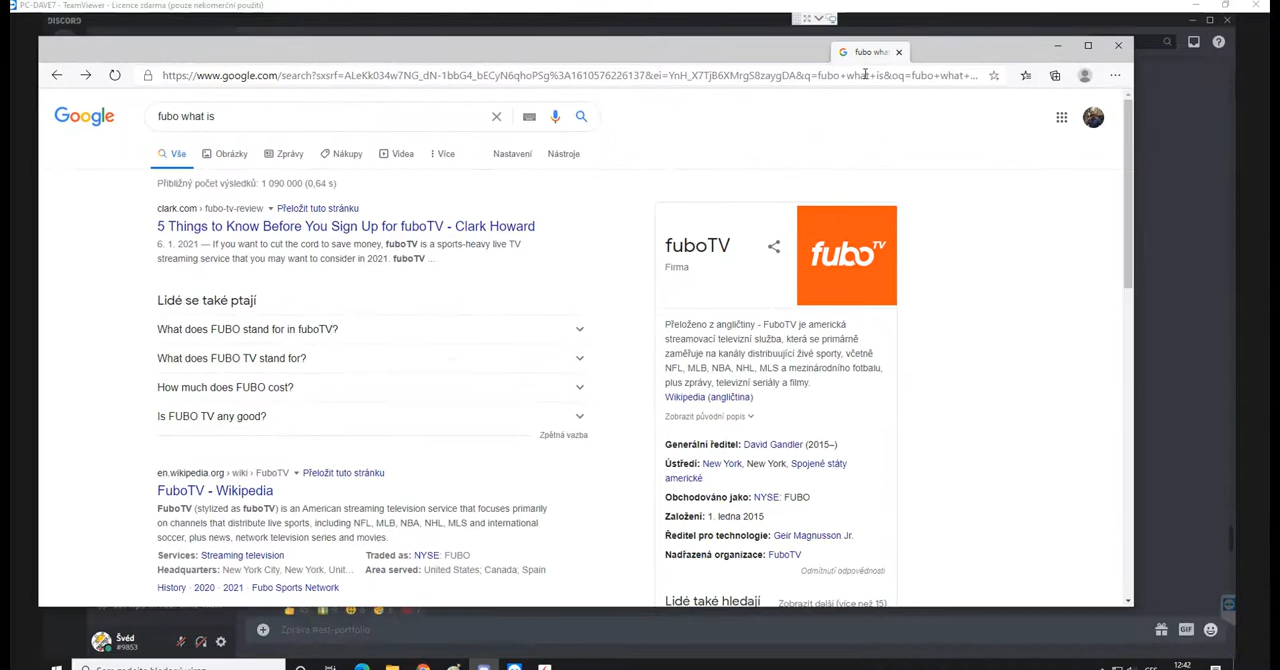 PC-DAVE7 - TeamViewer - Licence zdarma (pouze nekomerční použití)
DISCORD
fubo wha
https://www.google.com/search?sxsrf=ALeKk034w7NG_dN-1bbG4_bECyN6qhoPSg%3A1610576226137&ei=YnH_X7TjB6XMrgS8zaygDA&q=fubo+what+is&oq=fubo+what+...
Google
fubo what is
Vše
Obrázky
Zprávy
Nákupy
Videa
Více
Nastavení
Nástroje
Přibližný počet výsledků: 1 090 000 (0,64 s)
clark.com › fubo-tv-review Přeložit tuto stránku
5 Things to Know Before You Sign Up for fuboTV - Clark Howard
6. 1. 2021 — If you want to cut the cord to save money, fuboTV is a sports-heavy live TV
streaming service that you may want to consider in 2021. fuboTV ...
Lidé se také ptají
What does FUBO stand for in fuboTV?
What does FUBO TV stand for?
How much does FUBO cost?
Is FUBO TV any good?
Zpětná vazba
en.wikipedia.org › wiki › FuboTV Přeložit tuto stránku
FuboTV - Wikipedia
FuboTV (stylized as fuboTV) is an American streaming television service that focuses primarily
on channels that distribute live sports, including NFL, MLB, NBA, NHL, MLS and international
soccer, plus news, network television series and movies.
Services: Streaming television Traded as: NYSE: FUBO
Headquarters: New York City, New York, Unit... Area served: United States; Canada; Spain
History · 2020 · 2021 · Fubo Sports Network
fuboTV
Firma
fuboTV
Přeloženo z angličtiny - FuboTV je americká
streamovací televizní služba, která se primárně
zaměřuje na kanály distribuující živé sporty, včetně
NFL, MLB, NBA, NHL, MLS a mezinárodního fotbalu,
plus zprávy, televizní seriály a filmy.
Wikipedia (angličtina)
Zobrazit původní popis
Generální ředitel: David Gandler (2015–)
Ústředí: New York, New York, Spojené státy
americké
Obchodováno jako: NYSE: FUBO
Založení: 1. ledna 2015
Ředitel pro technologie: Geir Magnusson Jr.
Nadřazená organizace: FuboTV
Odmítnutí odpovědnosti
Lidé také hledají
Zobrazit další (více než 15)
Švéd
#9853
Zpráva #est-portfolio
GIF
12:42